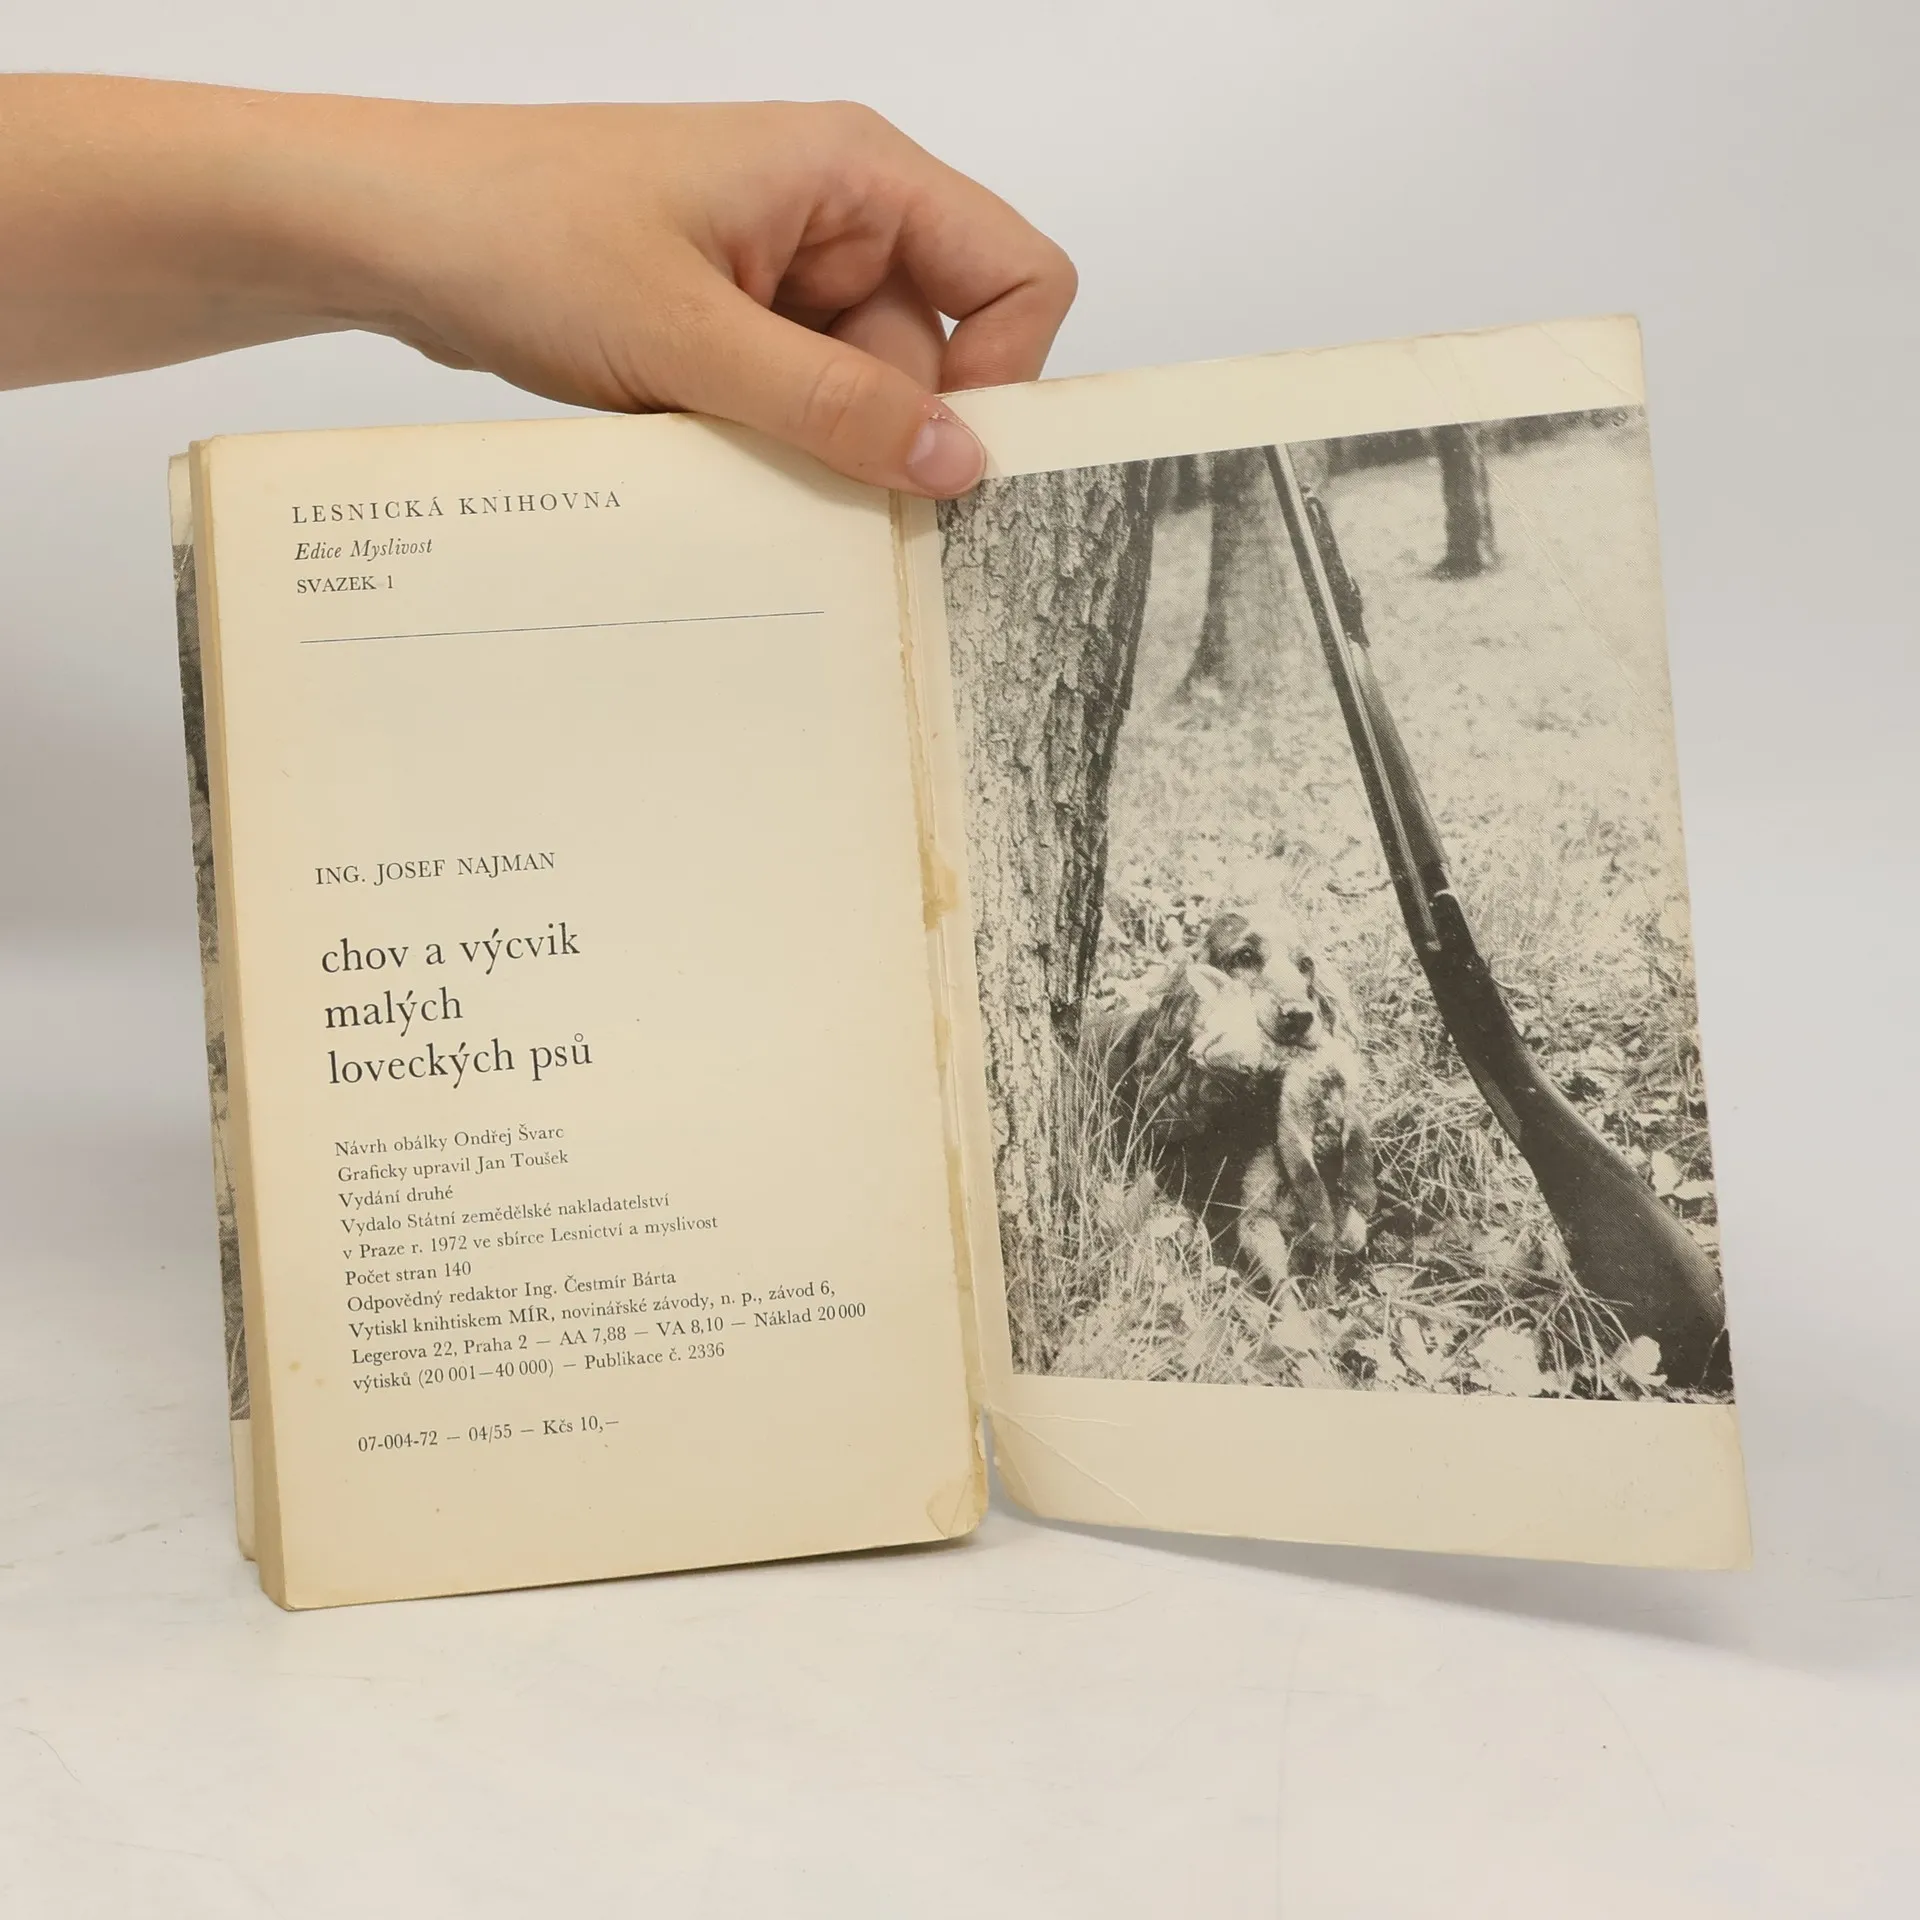 LESNICKÁ KNIHOVNA
Edice Myslivost
SVAZEK 1
ING. JOSEF NAJMAN
chov a výcvik
malých
loveckých psů
Návrh obálky Ondřej Švarc
Graficky upravil Jan Toušek
Vydání druhé
Vydalo Státní zemědělské nakladatelství
v Praze r. 1972 ve sbírce Lesnictví a myslivost
Počet stran 140
Odpovědný redaktor Ing. Čestmír Bárta
Vytiskl knihtiskem MÍR, novinářské závody, n. p., závod 6,
Legerova 22, Praha 2 — AA 7,88 — VA 8,10 — Náklad 20 000
výtisků (20 001—40 000) — Publikace č. 2336
07-004-72 — 04/55 — Kčs 10,—